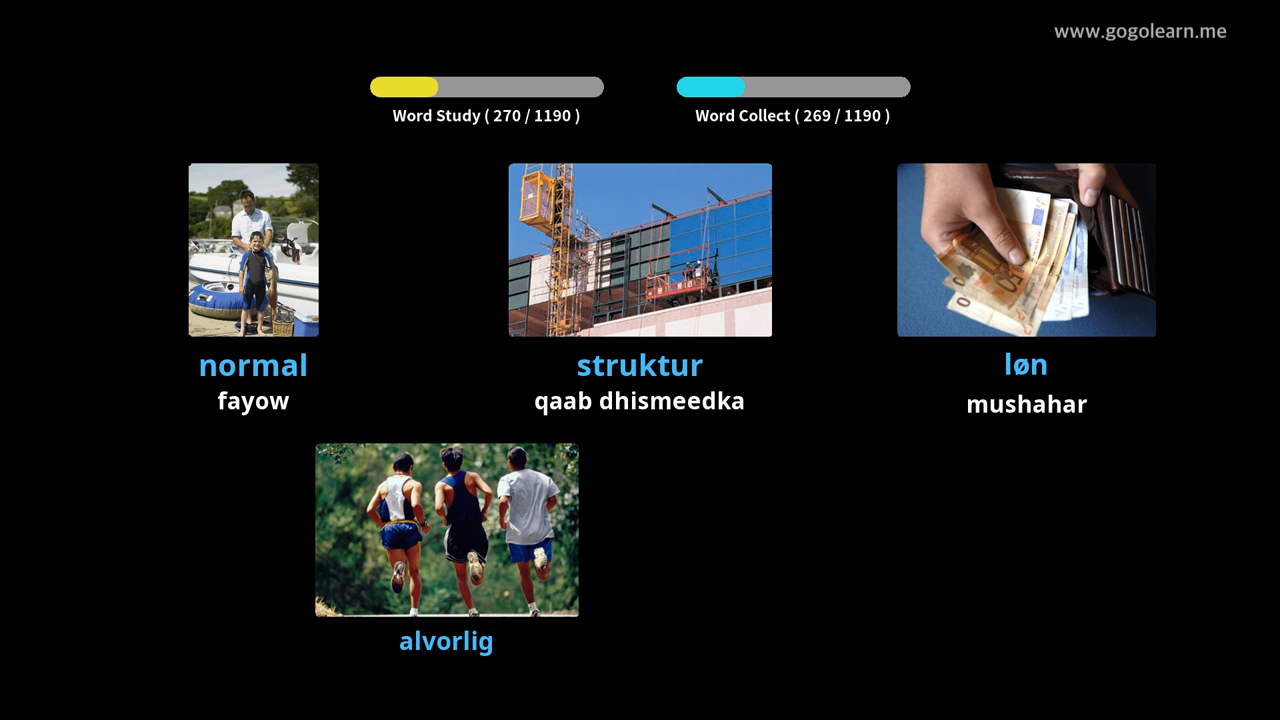 www.gogolearn.me
Word Study ( 270 / 1190 )
Word Collect ( 269 / 1190 )
normal
fayow
struktur
qaab dhismeedka
løn
mushahar
alvorlig